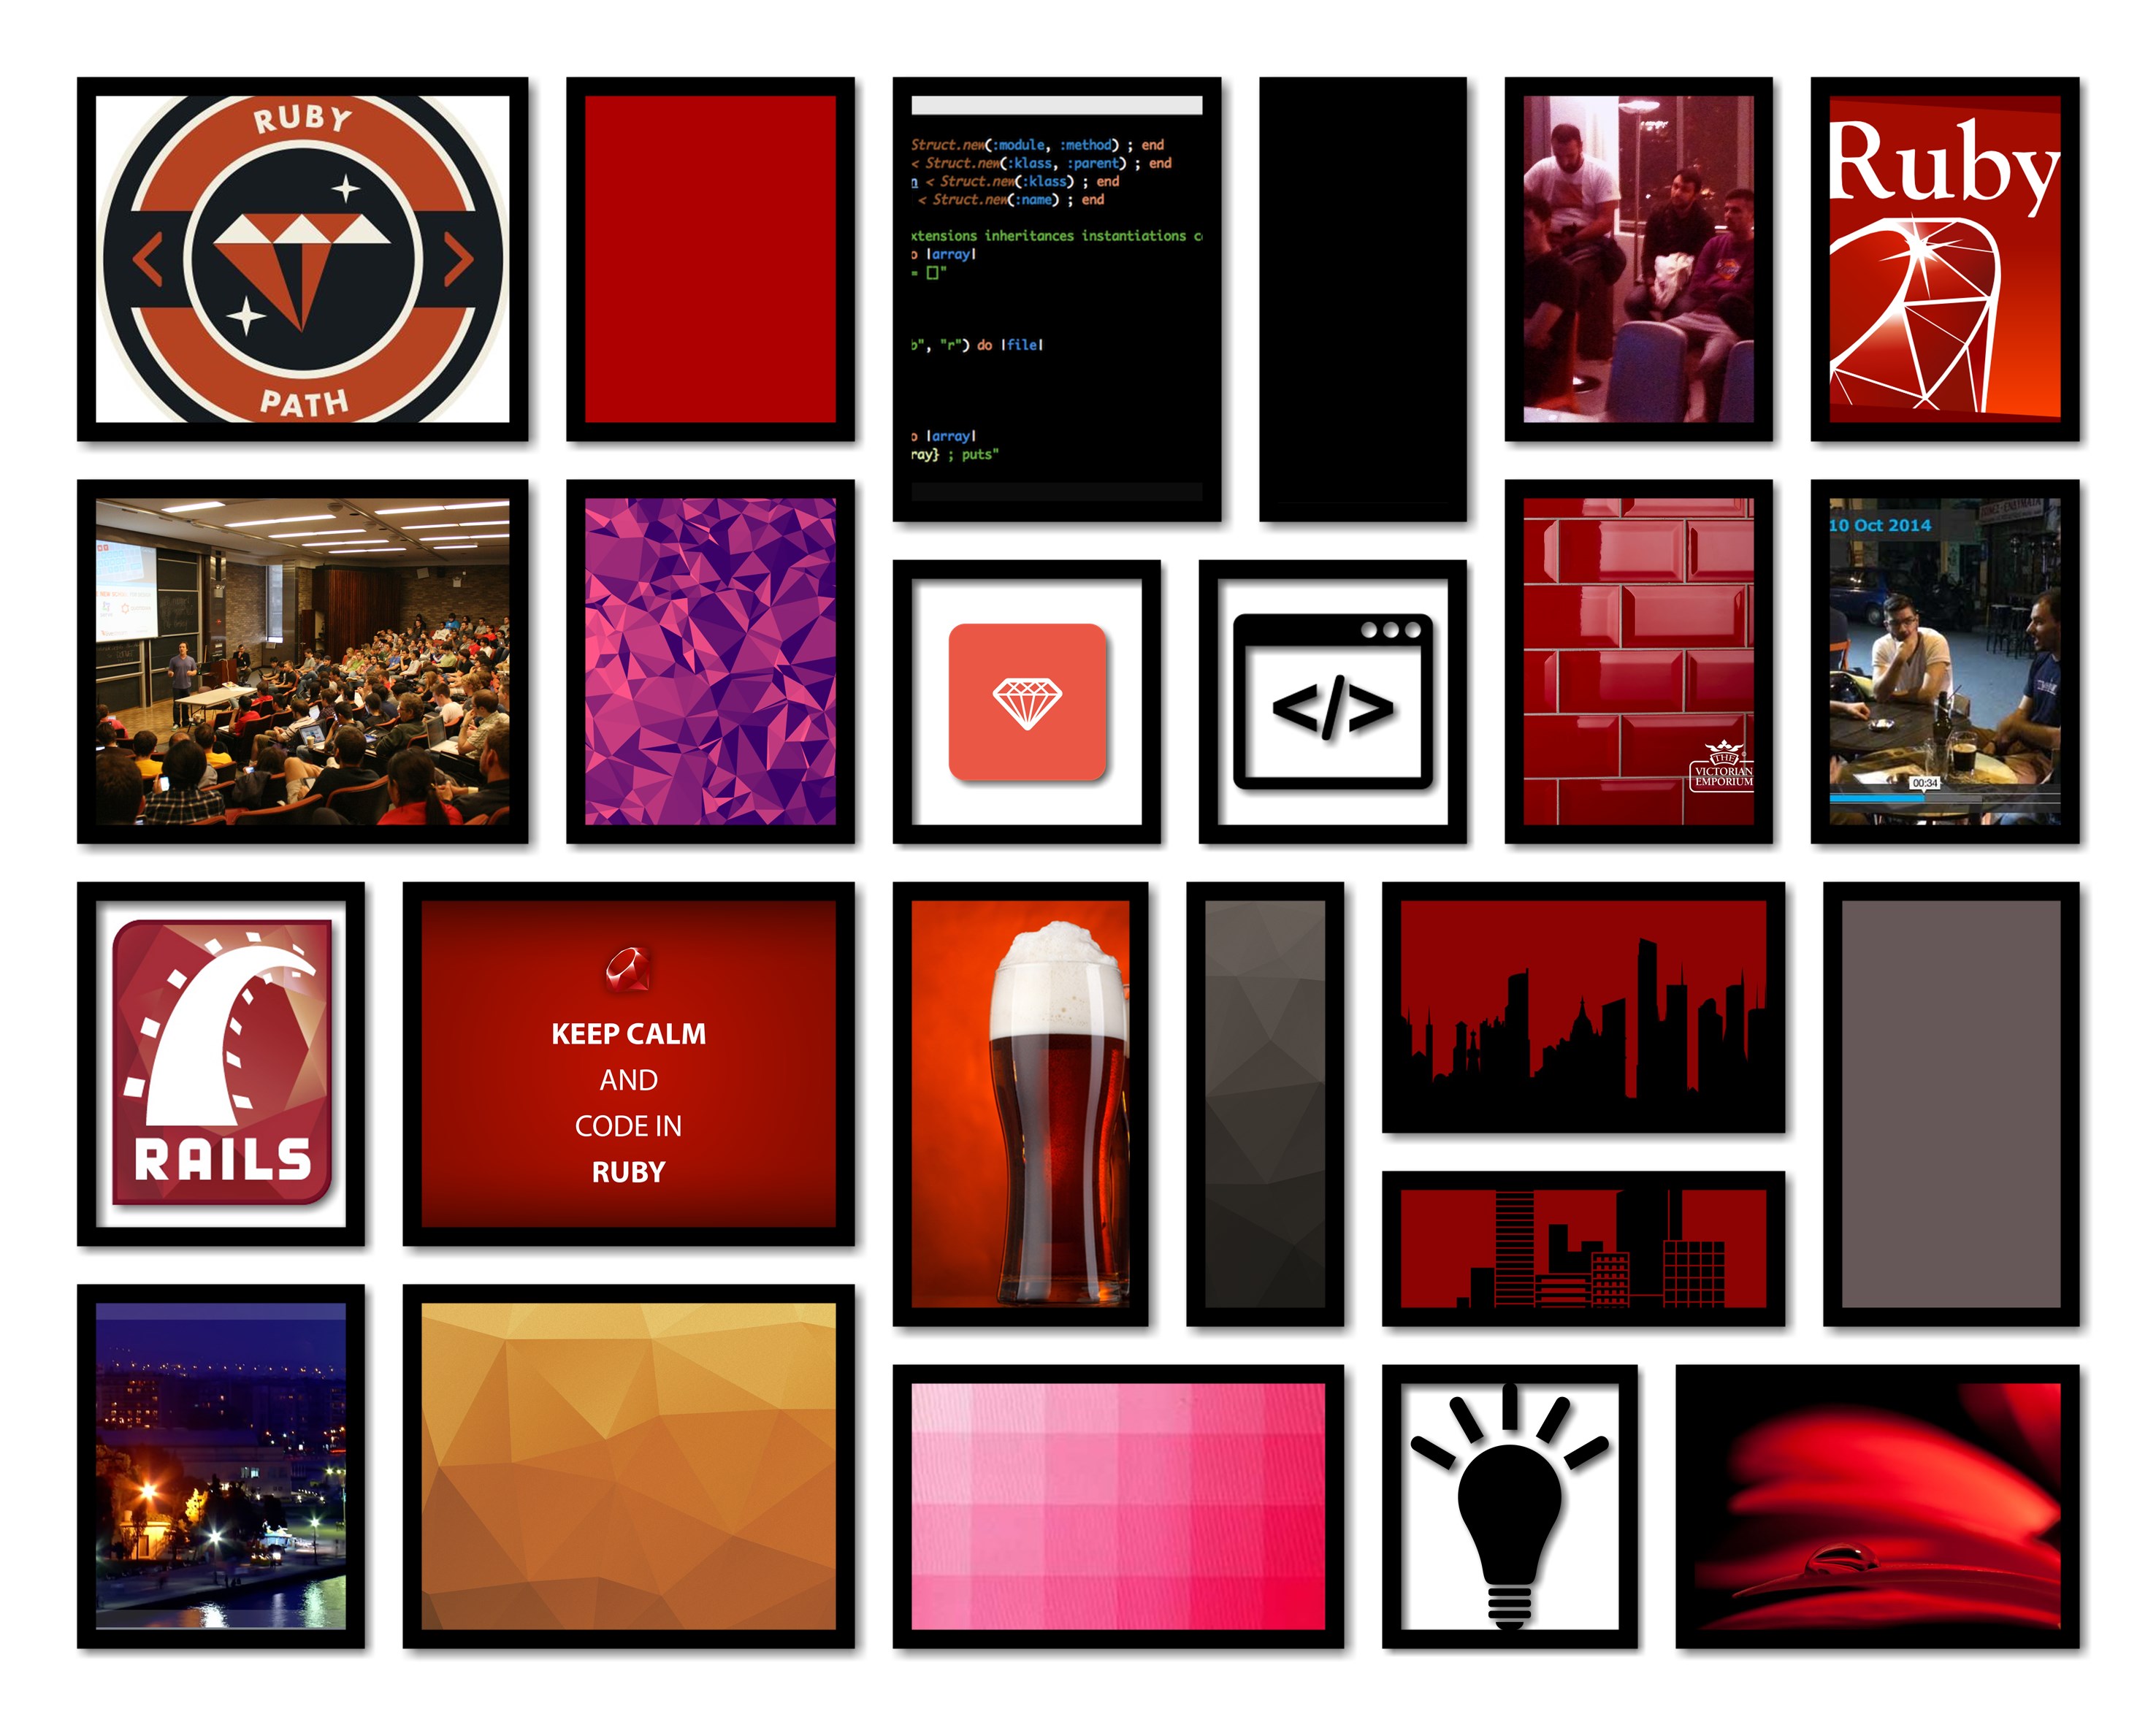 RUBY
PATH
Struct.new(:module, :method) ; end
< Struct.new(:klass, :parent) ; end
n < Struct.new(:klass) ; end
< Struct.new(:name) ; end
xtensions inheritances instantiations c
o |array|
= []"
b", "r") do |file|
o |array|
ray} ; puts"
Ruby
</>
THE
VICTORIAN
EMPORIUM
10 Oct 2014
00:34
RAILS
KEEP CALM
AND
CODE IN
RUBY